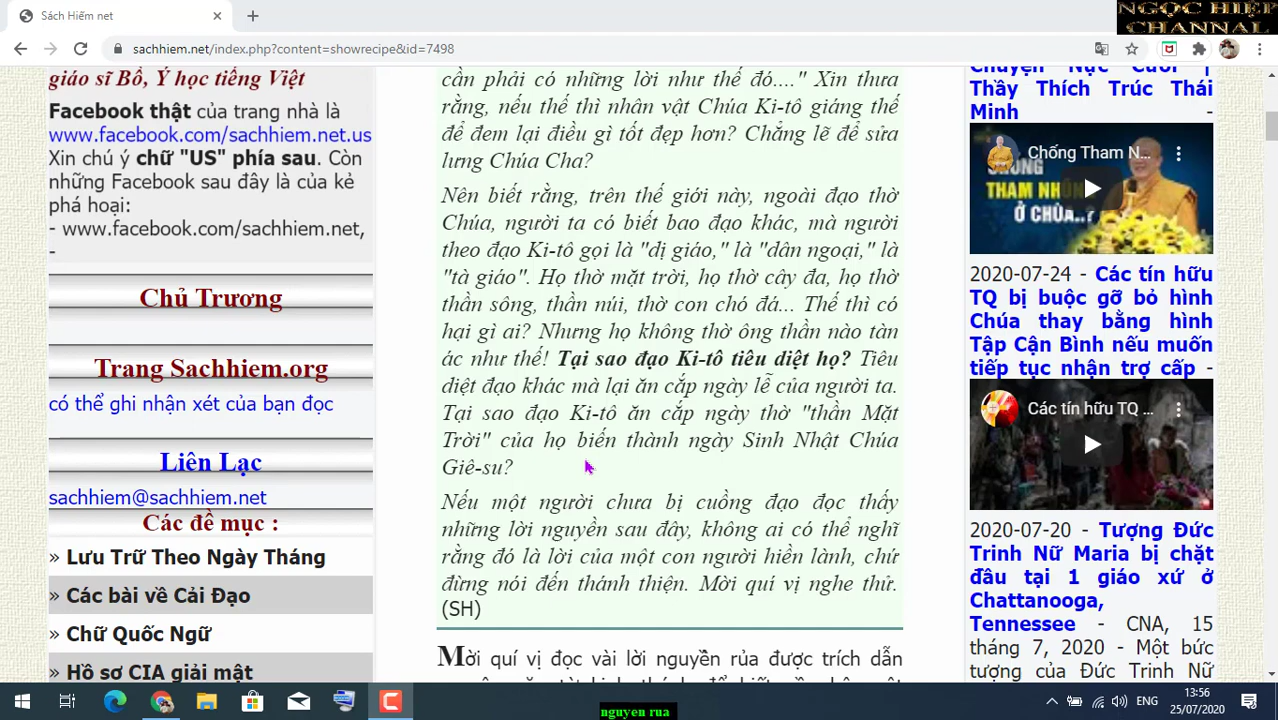 Sách Hiếm net
NGỌC HIỆP
CHANNAL
sachhiem.net/index.php?content=showrecipe&id=7498
giáo sĩ Bồ, Ý học tiếng Việt
Facebook thật của trang nhà là
www.facebook.com/sachhiem.net.us
Xin chú ý chữ "US" phía sau. Còn
những Facebook sau đây là của kẻ
phá hoại:
- www.facebook.com/sachhiem.net,
-
Chủ Trương
Trang Sachhiem.org
có thể ghi nhận xét của bạn đọc
Liên Lạc
sachhiem@sachhiem.net
Các đề mục :
» Lưu Trữ Theo Ngày Tháng
» Các bài về Cải Đạo
» Chữ Quốc Ngữ
» Hồ sơ CIA giải mật
cần phải có những lời như thế đó..." Xin thưa
rằng, nếu thế thì nhân vật Chúa Ki-tô giáng thế
để đem lại điều gì tốt đẹp hơn? Chẳng lẽ để sửa
lưng Chúa Cha?
Nên biết rằng, trên thế giới này, ngoài đạo thờ
Chúa, người ta có biết bao đạo khác, mà người
theo đạo Ki-tô gọi là "dị giáo," là "dân ngoại," là
"tà giáo". Họ thờ mặt trời, họ thờ cây đa, họ thờ
thần sông, thần núi, thờ con chó đá... Thế thì có
hại gì ai? Nhưng họ không thờ ông thần nào tàn
ác như thế! Tại sao đạo Ki-tô tiêu diệt họ? Tiêu
diệt đạo khác mà lại ăn cắp ngày lễ của người ta.
Tại sao đạo Ki-tô ăn cắp ngày thờ "thần Mặt
Trời" của họ biến thành ngày Sinh Nhật Chúa
Giê-su?
Nếu một người chưa bị cuồng đạo đọc thấy
những lời nguyền sau đây, không ai có thể nghĩ
rằng đó là lời của một con người hiền lành, chứ
đừng nói đến thánh thiện. Mời quí vị nghe thử.
(SH)
Mời quí vị đọc vài lời nguyền rủa được trích dẫn
Chuyện Nực Cười |
Thầy Thích Trúc Thái
Minh -
Chống Tham N...
THAM NHŨNG
Ở CHÙA..?
2020-07-24 - Các tín hữu
TQ bị buộc gỡ bỏ hình
Chúa thay bằng hình
Tập Cận Bình nếu muốn
tiếp tục nhận trợ cấp -
Các tín hữu TQ ...
2020-07-20 - Tượng Đức
Trinh Nữ Maria bị chặt
đầu tại 1 giáo xứ ở
Chattanooga,
Tennessee - CNA, 15
tháng 7, 2020 - Một bức
tượng của Đức Trinh Nữ
ENG
13:56
25/07/2020
nguyen rua